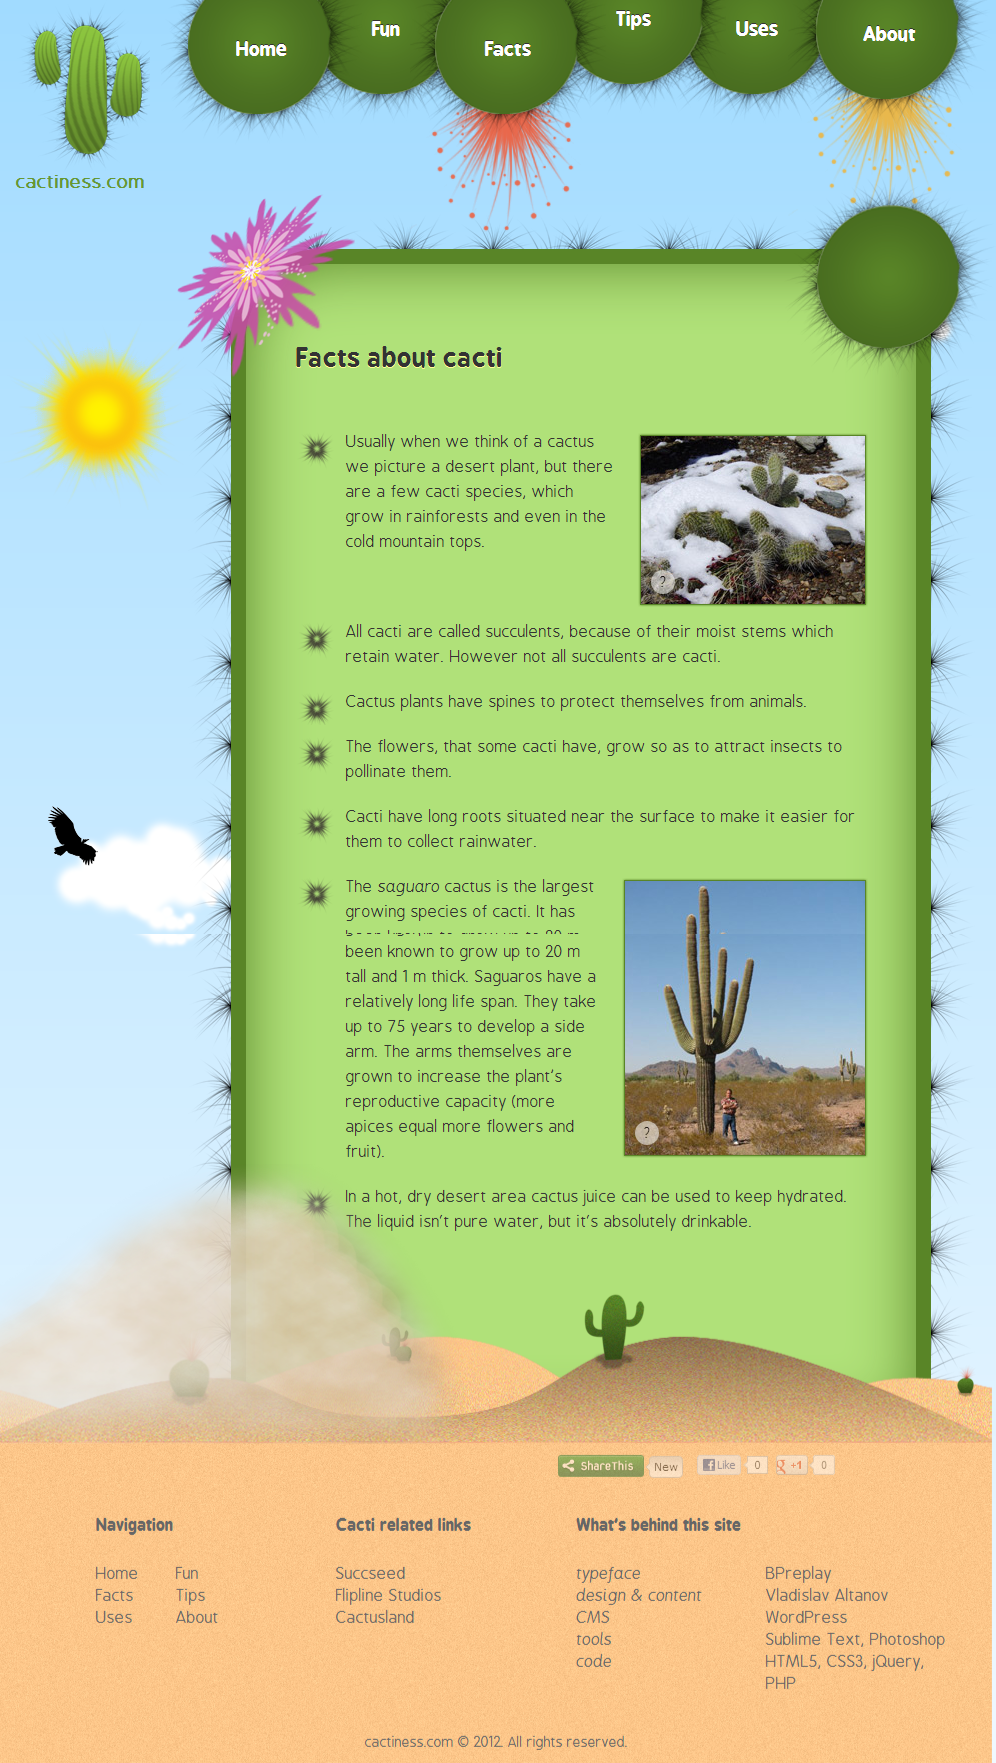 Home
Fun
Facts
Tips
Uses
About
cactiness.com
Facts about cacti
Usually when we think of a cactus
we picture a desert plant, but there
are a few cacti species, which
grow in rainforests and even in the
cold mountain tops.
?
All cacti are called succulents, because of their moist stems which
retain water. However not all succulents are cacti.
Cactus plants have spines to protect themselves from animals.
The flowers, that some cacti have, grow so as to attract insects to
pollinate them.
Cacti have long roots situated near the surface to make it easier for
them to collect rainwater.
The saguaro cactus is the largest
growing species of cacti. It has
been known to grow up to 20 m
tall and 1 m thick. Saguaros have a
relatively long life span. They take
up to 75 years to develop a side
arm. The arms themselves are
grown to increase the plant's
reproductive capacity (more
apices equal more flowers and
fruit).
?
In a hot, dry desert area cactus juice can be used to keep hydrated.
The liquid isn't pure water, but it's absolutely drinkable.
ShareThis New Like 0 +1 0
Navigation
Home Fun
Facts Tips
Uses About
Cacti related links
Succseed
Flipline Studios
Cactusland
What's behind this site
typeface BPreplay
design & content Vladislav Altanov
CMS WordPress
tools Sublime Text, Photoshop
code HTML5, CSS3, jQuery,
PHP
cactiness.com © 2012. All rights reserved.